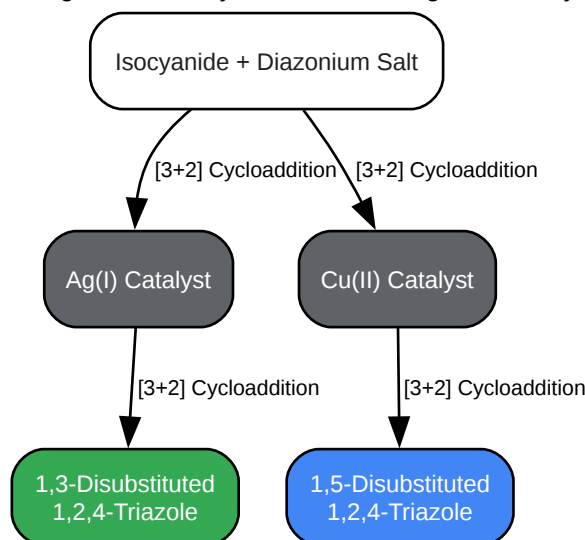 Isocyanide + Diazonium Salt
[3+2] Cycloaddition [3+2] Cycloaddition
Ag(I) Catalyst Cu(II) Catalyst
[3+2] Cycloaddition [3+2] Cycloaddition
1,3-Disubstituted
1,2,4-Triazole
1,5-Disubstituted
1,2,4-Triazole